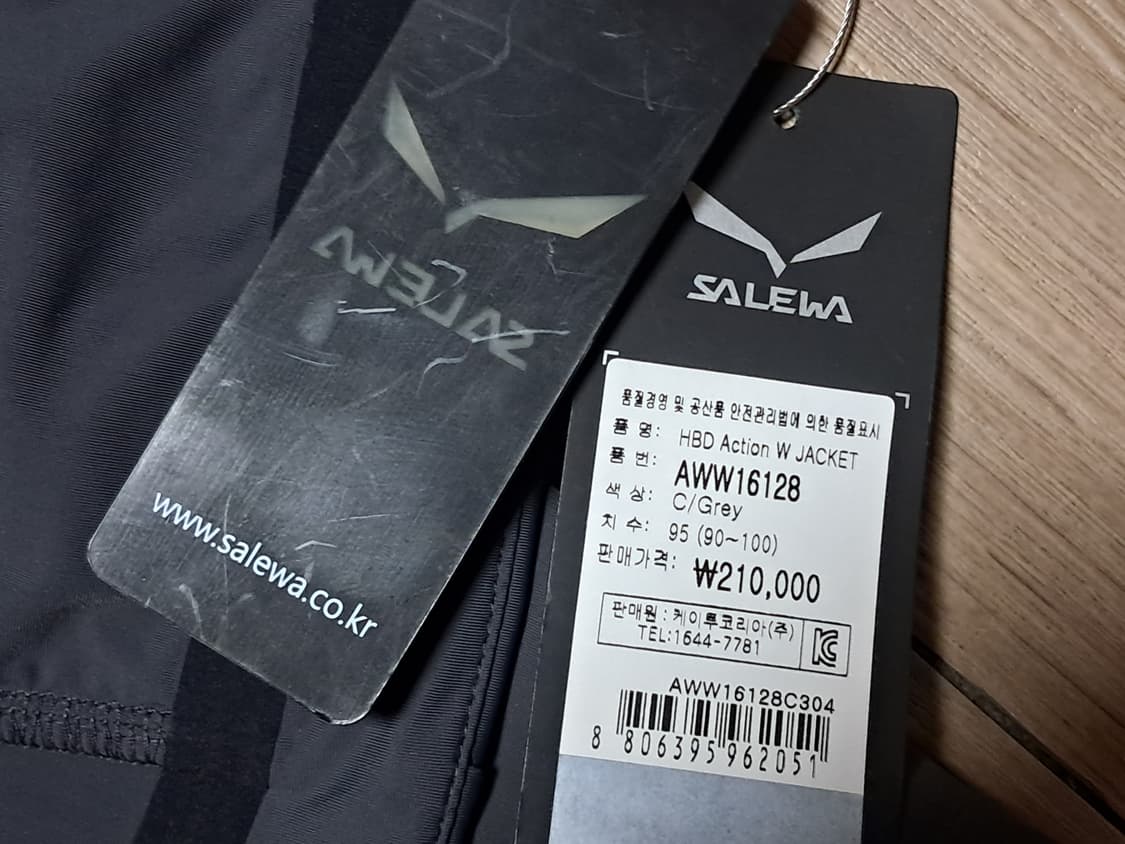 SALEWA
www.salewa.co.kr
SALEWA
품질경영 및 공산품 안전관리법에 의한 품질표시
품 명: HBD Action W JACKET
품 번: AWW16128
색 상: C/Grey
치 수: 95 (90~100)
판매가격: ₩210,000
판매원 : 케이투코리아(주)
TEL:1644-7781
AWW16128C304
8 806395 962051